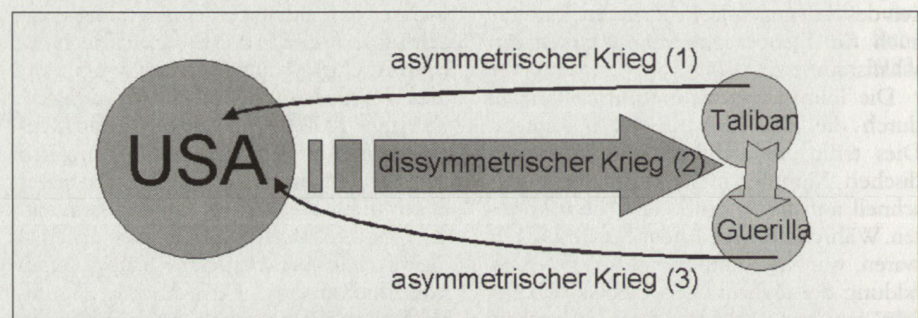 asymmetrischer Krieg (1)
Taliban
USA
dissymmetrischer Krieg (2)
Guerilla
asymmetrischer Krieg (3)